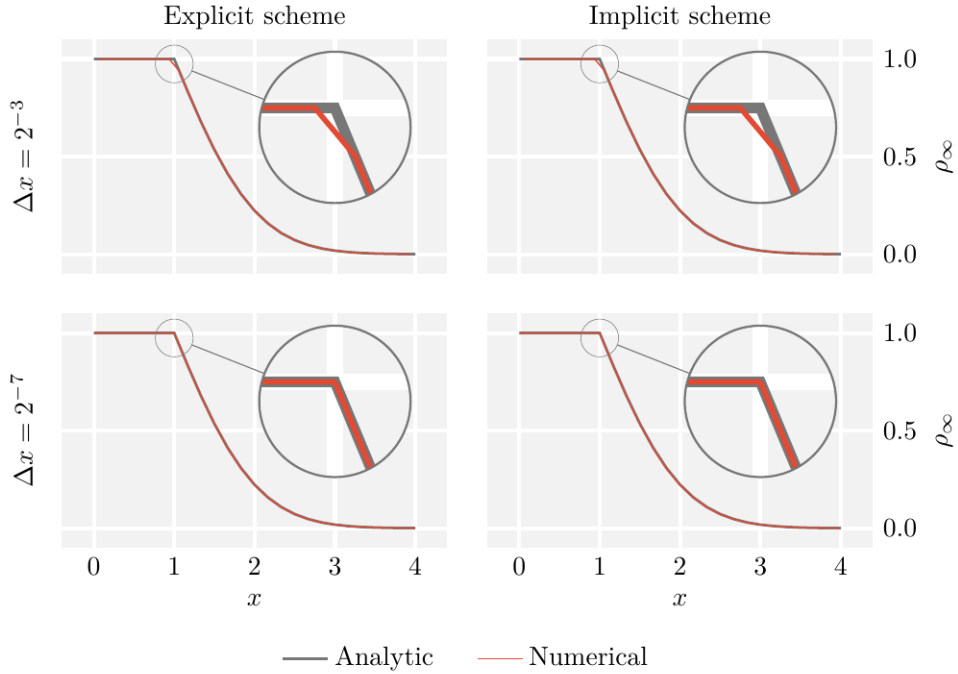 Explicit scheme
Implicit scheme
Δx = 2⁻³
1.0
0.5
0.0
ρ∞
Δx = 2⁻⁷
1.0
0.5
0.0
ρ∞
0 1 2 3 4
0 1 2 3 4
x
x
Analytic
Numerical